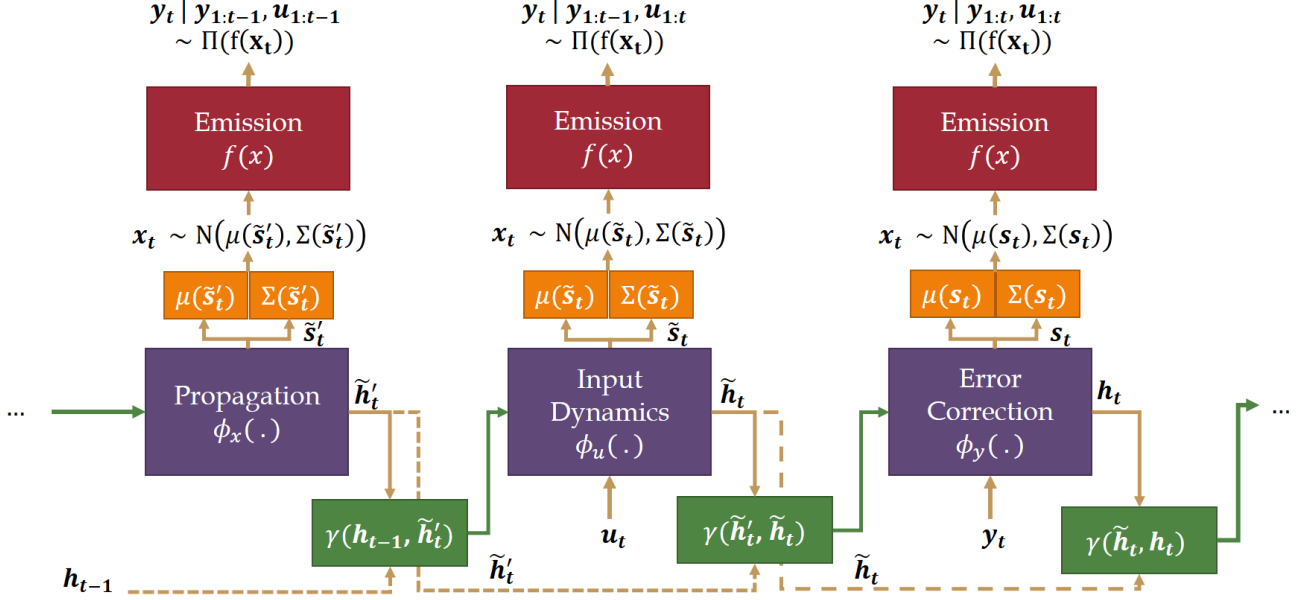 y_t | y_{1:t−1}, u_{1:t−1}
∼ Π(f(x_t))
Emission
f(x)
x_t ∼ N(μ(s̃′_t), Σ(s̃′_t))
μ(s̃′_t) Σ(s̃′_t)
s̃′_t
Propagation
ϕ_x(.)
h̃′_t
...
γ(h_{t−1}, h̃′_t)
h_{t−1}
y_t | y_{1:t−1}, u_{1:t}
∼ Π(f(x_t))
Emission
f(x)
x_t ∼ N(μ(s̃_t), Σ(s̃_t))
μ(s̃_t) Σ(s̃_t)
s̃_t
Input
Dynamics
ϕ_u(.)
h̃_t
u_t
γ(h̃′_t, h̃_t)
h̃′_t
y_t | y_{1:t}, u_{1:t}
∼ Π(f(x_t))
Emission
f(x)
x_t ∼ N(μ(s_t), Σ(s_t))
μ(s_t) Σ(s_t)
s_t
Error
Correction
ϕ_y(.)
h_t
...
y_t
γ(h̃_t, h_t)
h̃_t